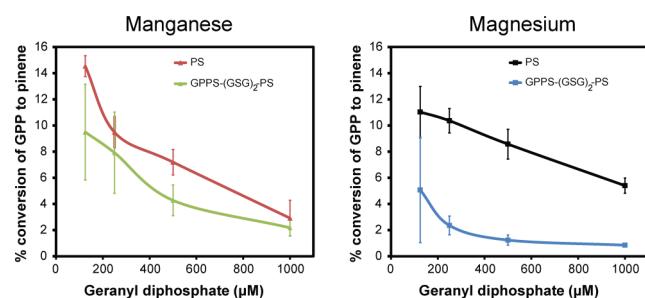 Manganese
% conversion of GPP to pinene
16
14
12
10
8
6
4
2
0
PS
GPPS-(GSG)2-PS
0 200 400 600 800 1000
Geranyl diphosphate (µM)
Magnesium
% conversion of GPP to pinene
16
14
12
10
8
6
4
2
0
PS
GPPS-(GSG)2-PS
0 200 400 600 800 1000
Geranyl diphosphate (µM)